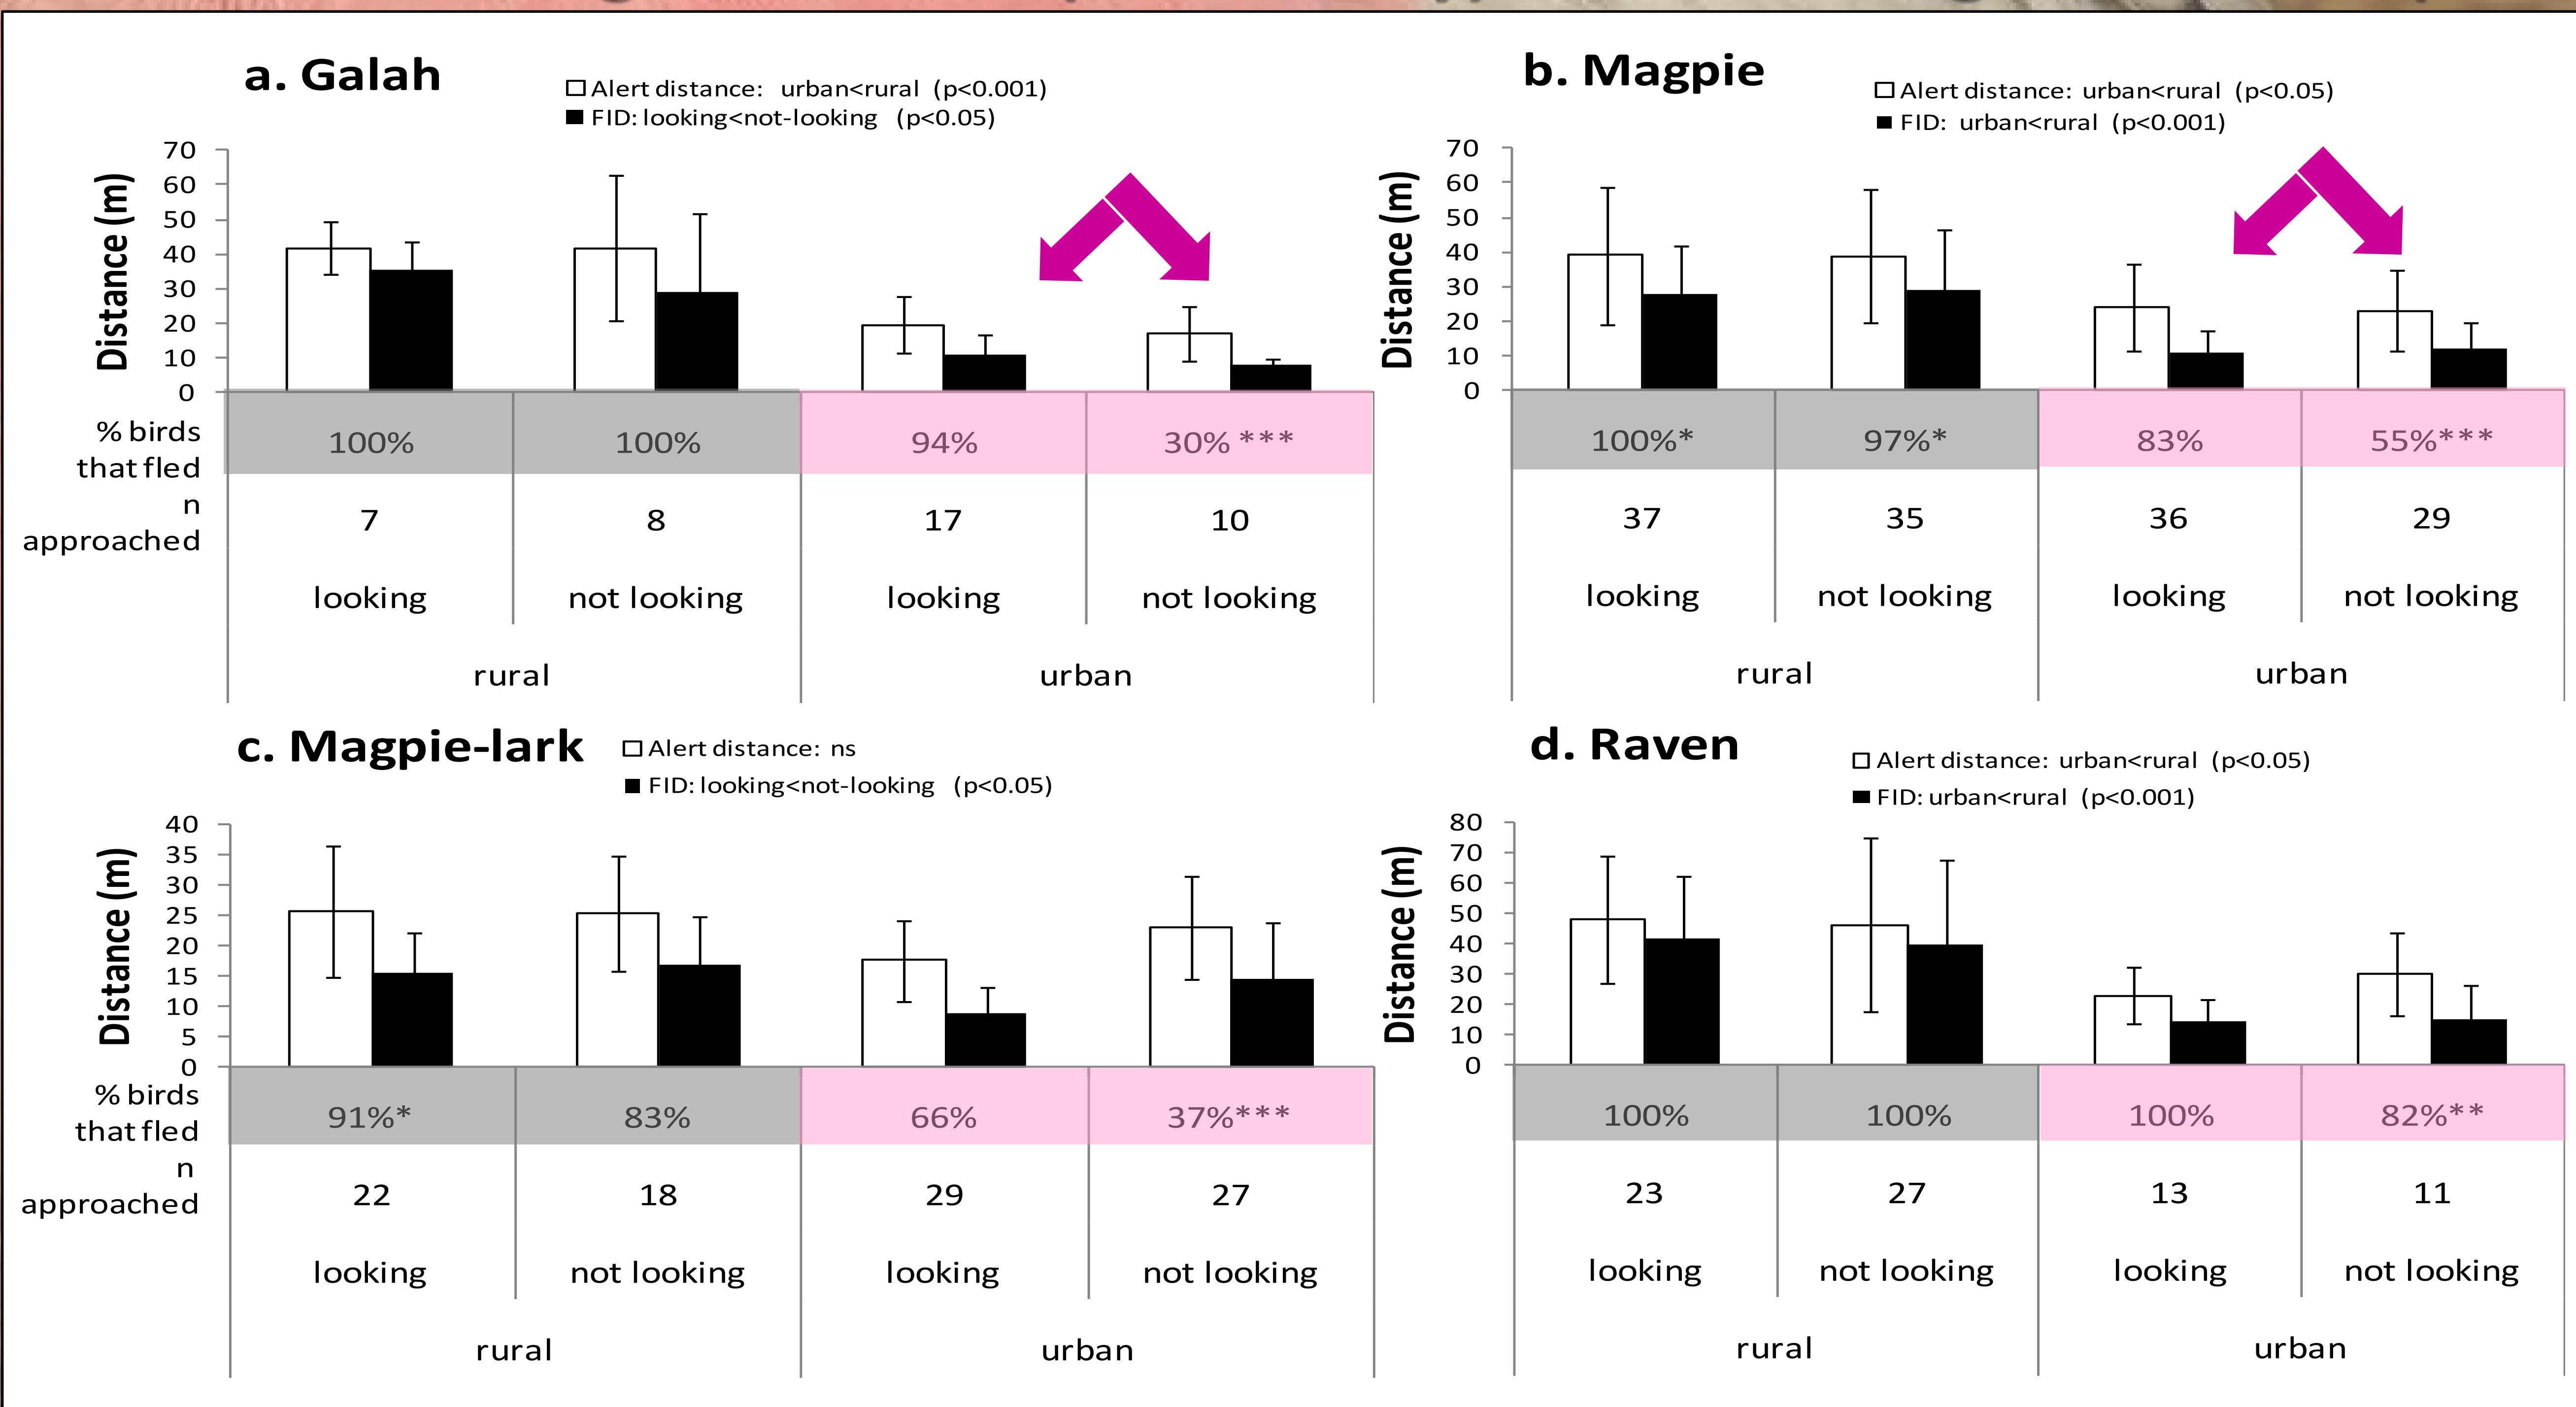 a. Galah
Alert distance: urban<rural (p<0.001)
FID: looking<not-looking (p<0.05)
Distance (m)
70
60
50
40
30
20
10
0
% birds that fled
100% 100% 94% 30% ***
n approached
7 8 17 10
looking not looking looking not looking
rural urban
b. Magpie
Alert distance: urban<rural (p<0.05)
FID: urban<rural (p<0.001)
Distance (m)
70
60
50
40
30
20
10
0
100%* 97%* 83% 55%***
37 35 36 29
looking not looking looking not looking
rural urban
c. Magpie-lark
Alert distance: ns
FID: looking<not-looking (p<0.05)
Distance (m)
40
35
30
25
20
15
10
5
0
% birds that fled
91%* 83% 66% 37%***
n approached
22 18 29 27
looking not looking looking not looking
rural urban
d. Raven
Alert distance: urban<rural (p<0.05)
FID: urban<rural (p<0.001)
Distance (m)
80
70
60
50
40
30
20
10
0
100% 100% 100% 82%**
23 27 13 11
looking not looking looking not looking
rural urban